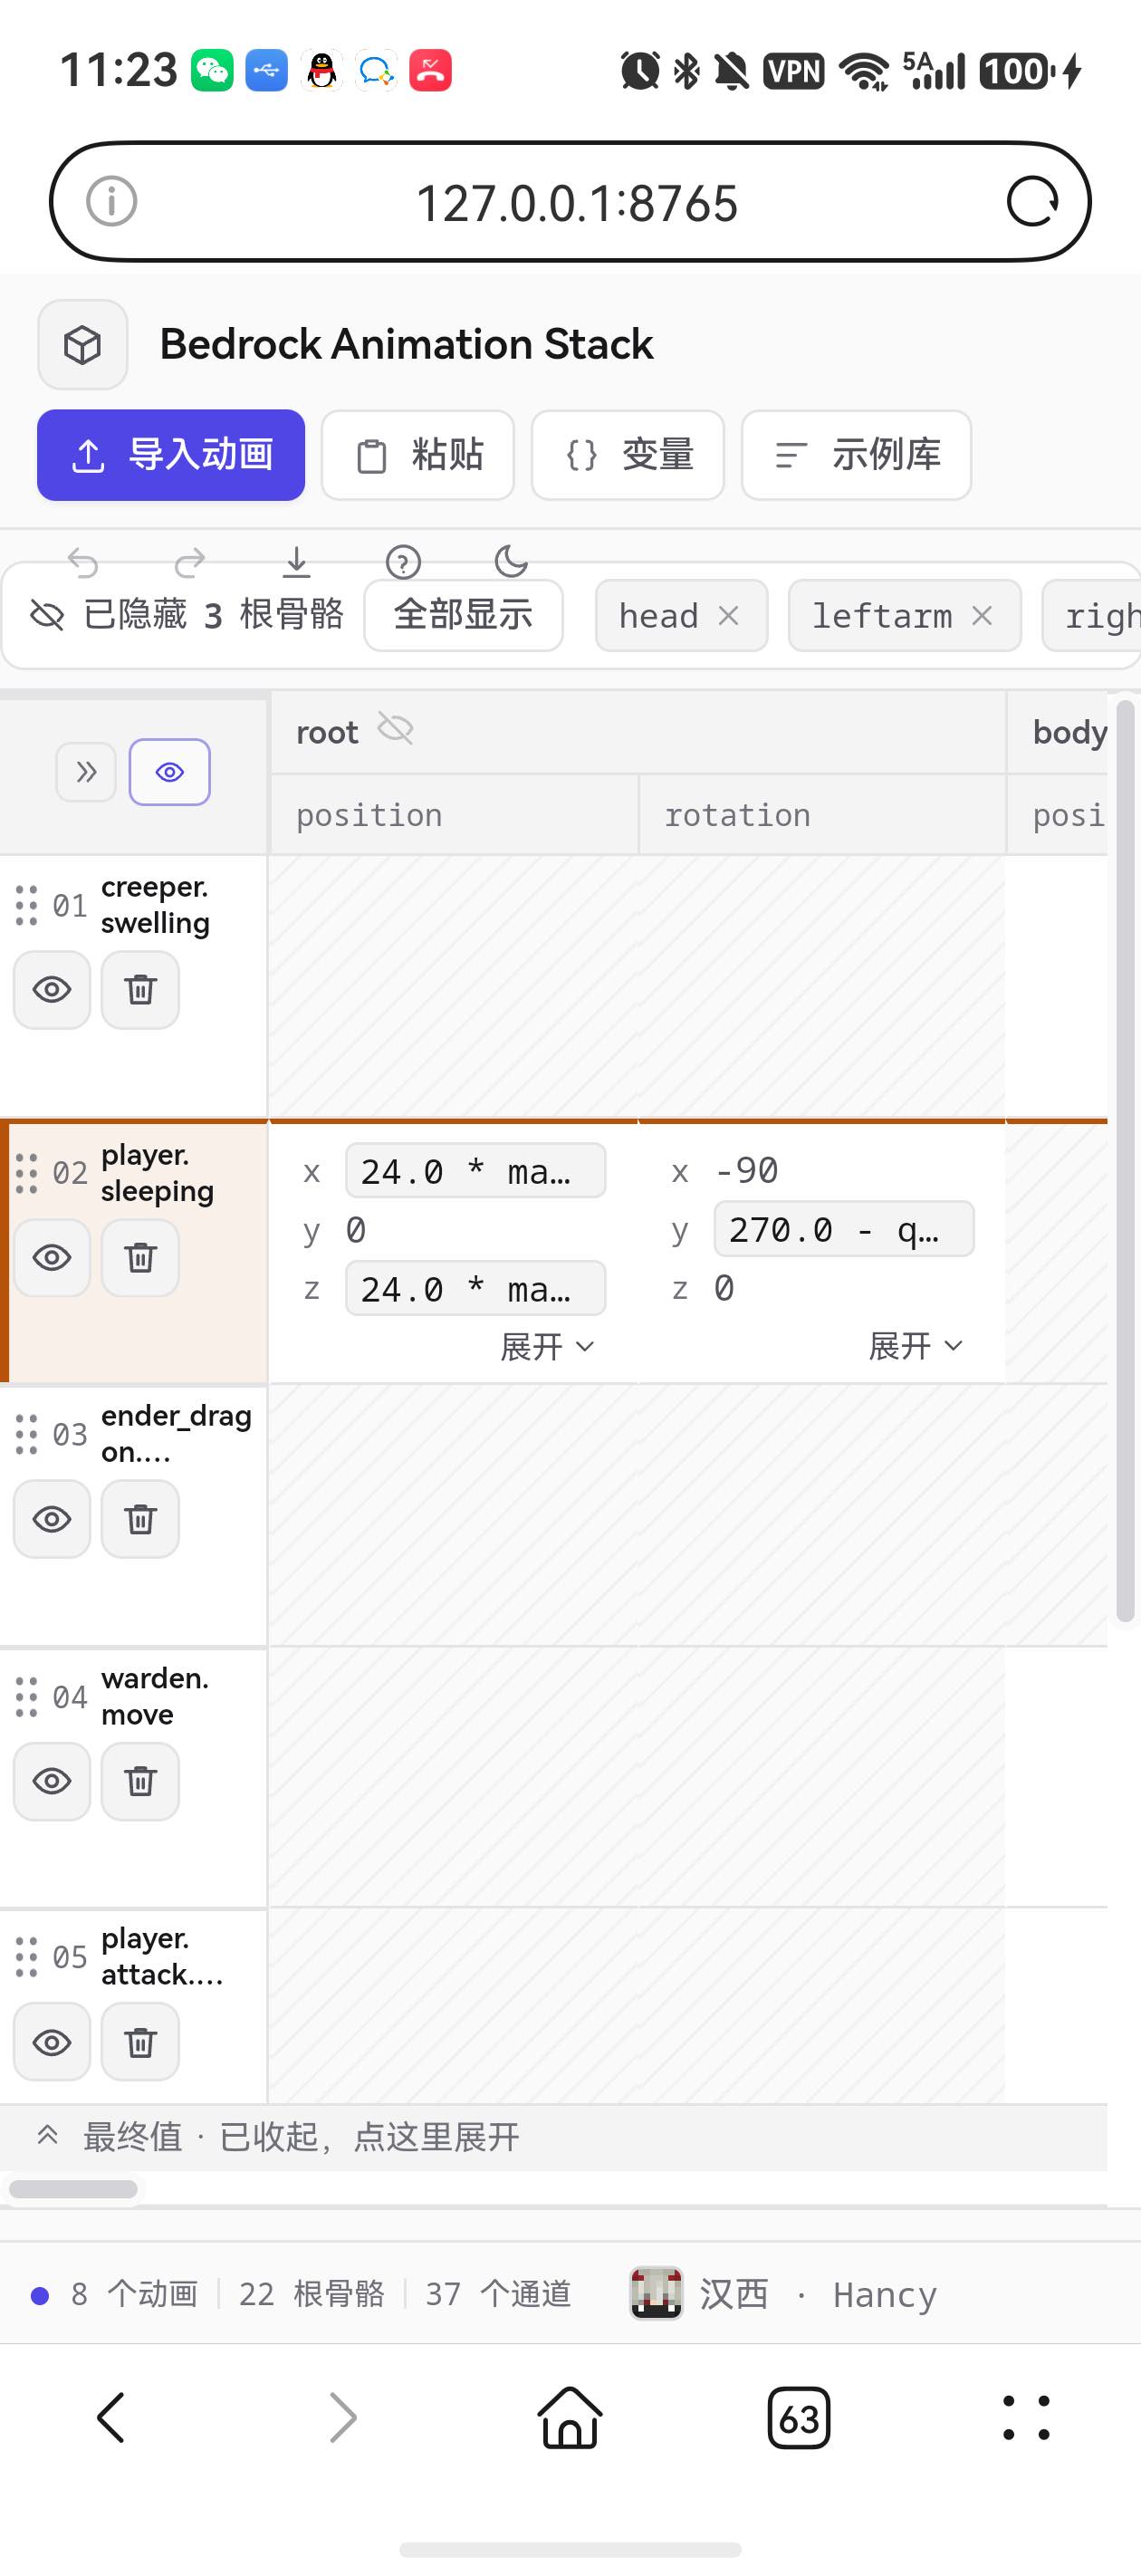 11:23 VPN 5A 100
127.0.0.1:8765
Bedrock Animation Stack
导入动画 粘贴 {} 变量 示例库
已隐藏 3 根骨骼 全部显示 head × leftarm × righ
root body
position rotation posi
01 creeper.
swelling
02 player.
sleeping
x 24.0 * ma… x -90
y 0 y 270.0 - q…
z 24.0 * ma… z 0
展开 展开
03 ender_drag
on.…
04 warden.
move
05 player.
attack.…
最终值 · 已收起，点这里展开
8 个动画 22 根骨骼 37 个通道 汉西 · Hancy
63